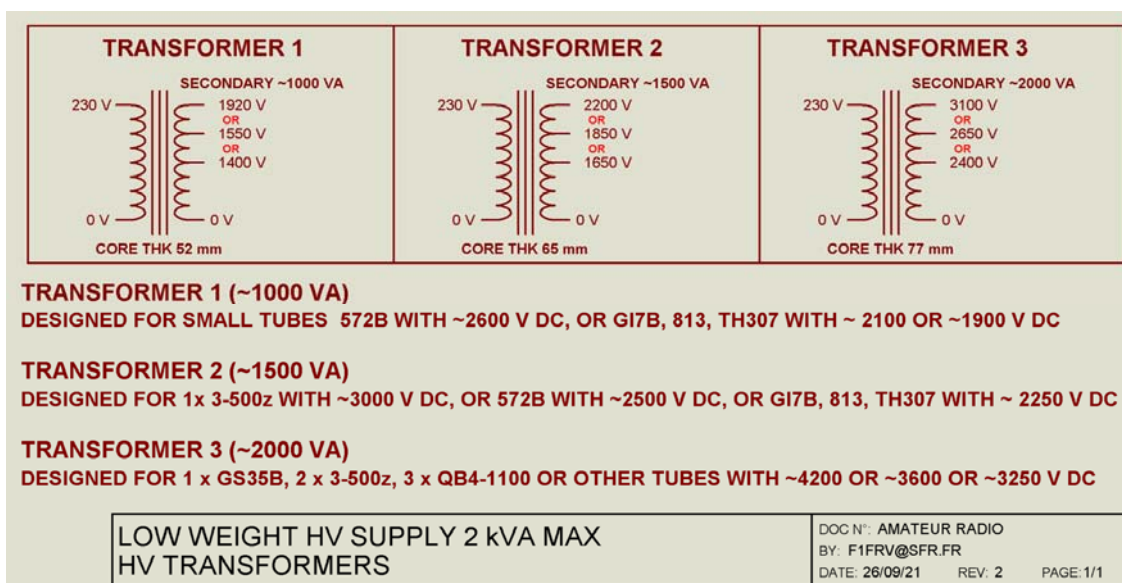 TRANSFORMER 1
SECONDARY ~1000 VA
230 V
1920 V
OR
1550 V
OR
1400 V
0 V
0 V
CORE THK 52 mm
TRANSFORMER 2
SECONDARY ~1500 VA
230 V
2200 V
OR
1850 V
OR
1650 V
0 V
0 V
CORE THK 65 mm
TRANSFORMER 3
SECONDARY ~2000 VA
230 V
3100 V
OR
2650 V
OR
2400 V
0 V
0 V
CORE THK 77 mm
TRANSFORMER 1 (~1000 VA)
DESIGNED FOR SMALL TUBES 572B WITH ~2600 V DC, OR GI7B, 813, TH307 WITH ~ 2100 OR ~1900 V DC
TRANSFORMER 2 (~1500 VA)
DESIGNED FOR 1x 3-500z WITH ~3000 V DC, OR 572B WITH ~2500 V DC, OR GI7B, 813, TH307 WITH ~ 2250 V DC
TRANSFORMER 3 (~2000 VA)
DESIGNED FOR 1 x GS35B, 2 x 3-500z, 3 x QB4-1100 OR OTHER TUBES WITH ~4200 OR ~3600 OR ~3250 V DC
LOW WEIGHT HV SUPPLY 2 kVA MAX
HV TRANSFORMERS
DOC N°: AMATEUR RADIO
BY: F1FRV@SFR.FR
DATE: 26/09/21 REV: 2 PAGE: 1/1